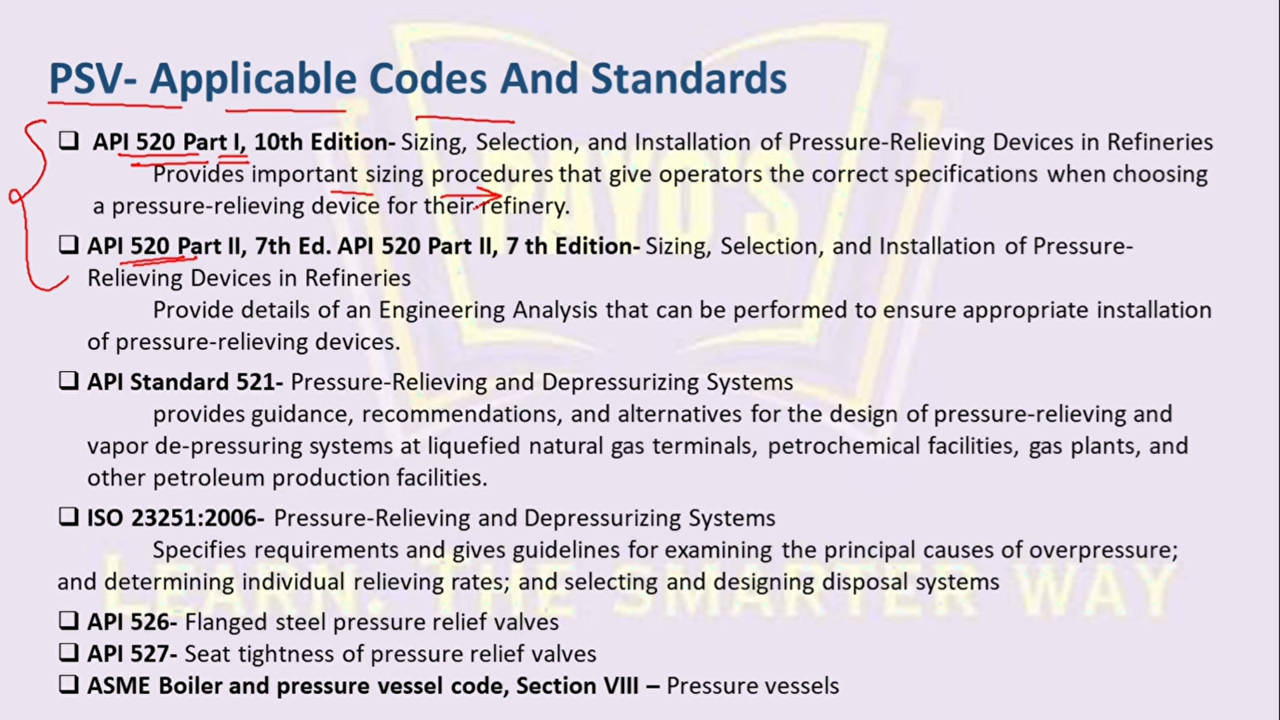 PSV- Applicable Codes And Standards
❑ API 520 Part I, 10th Edition- Sizing, Selection, and Installation of Pressure-Relieving Devices in Refineries
Provides important sizing procedures that give operators the correct specifications when choosing
a pressure-relieving device for their refinery.
❑ API 520 Part II, 7th Ed. API 520 Part II, 7 th Edition- Sizing, Selection, and Installation of Pressure-
Relieving Devices in Refineries
Provide details of an Engineering Analysis that can be performed to ensure appropriate installation
of pressure-relieving devices.
❑ API Standard 521- Pressure-Relieving and Depressurizing Systems
provides guidance, recommendations, and alternatives for the design of pressure-relieving and
vapor de-pressuring systems at liquefied natural gas terminals, petrochemical facilities, gas plants, and
other petroleum production facilities.
❑ ISO 23251:2006- Pressure-Relieving and Depressurizing Systems
Specifies requirements and gives guidelines for examining the principal causes of overpressure;
and determining individual relieving rates; and selecting and designing disposal systems
❑ API 526- Flanged steel pressure relief valves
❑ API 527- Seat tightness of pressure relief valves
❑ ASME Boiler and pressure vessel code, Section VIII – Pressure vessels
PAYO'S
LEARN. THE SMARTER WAY